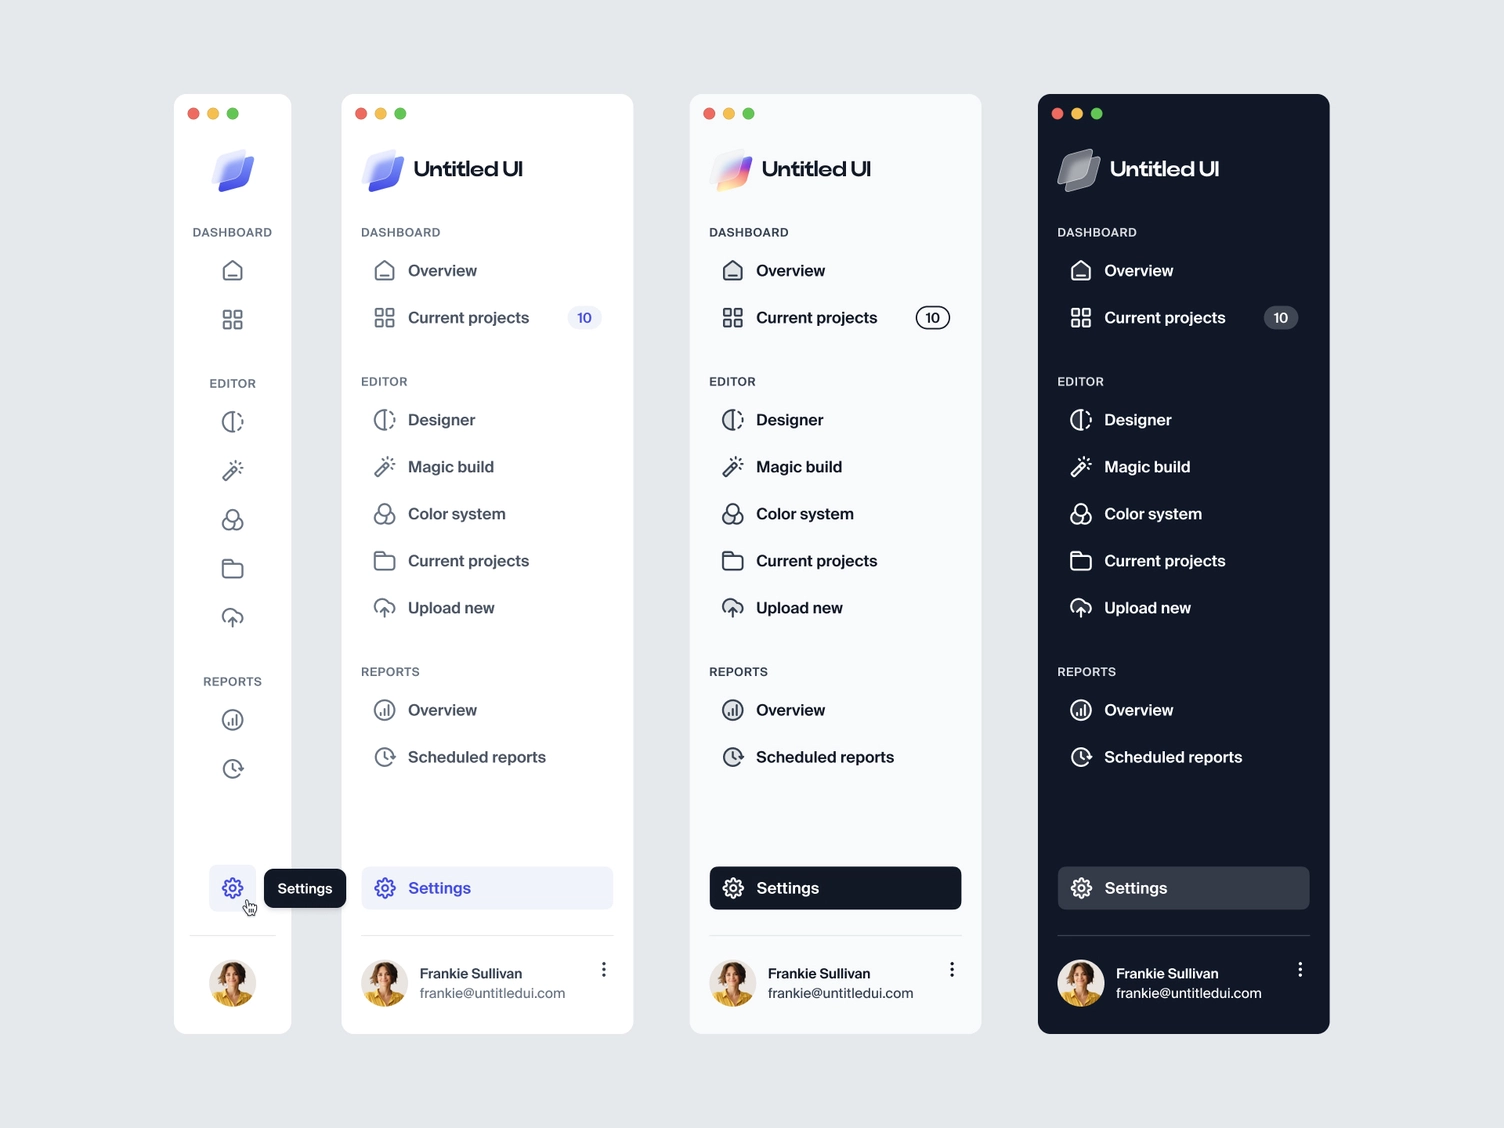 DASHBOARD
EDITOR
REPORTS
Settings
Untitled UI
DASHBOARD
Overview
Current projects 10
EDITOR
Designer
Magic build
Color system
Current projects
Upload new
REPORTS
Overview
Scheduled reports
Settings
Frankie Sullivan
frankie@untitledui.com
Untitled UI
DASHBOARD
Overview
Current projects 10
EDITOR
Designer
Magic build
Color system
Current projects
Upload new
REPORTS
Overview
Scheduled reports
Settings
Frankie Sullivan
frankie@untitledui.com
Untitled UI
DASHBOARD
Overview
Current projects 10
EDITOR
Designer
Magic build
Color system
Current projects
Upload new
REPORTS
Overview
Scheduled reports
Settings
Frankie Sullivan
frankie@untitledui.com